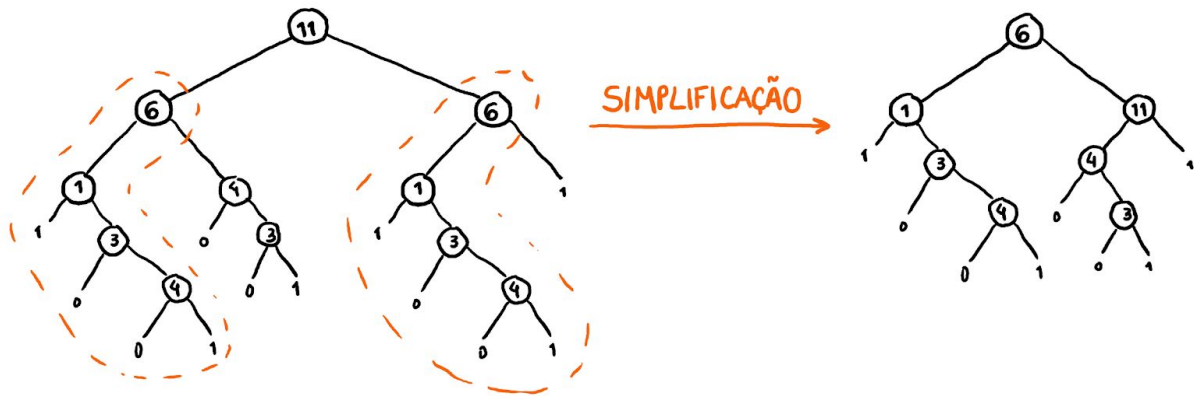 11
6 6
1 4 1 1
1 3 0 3 1 3
0 4 0 1 0 4
0 1 0 1
SIMPLIFICAÇÃO
6
1 11
1 3 4 1
0 4 0 3
0 1 0 1